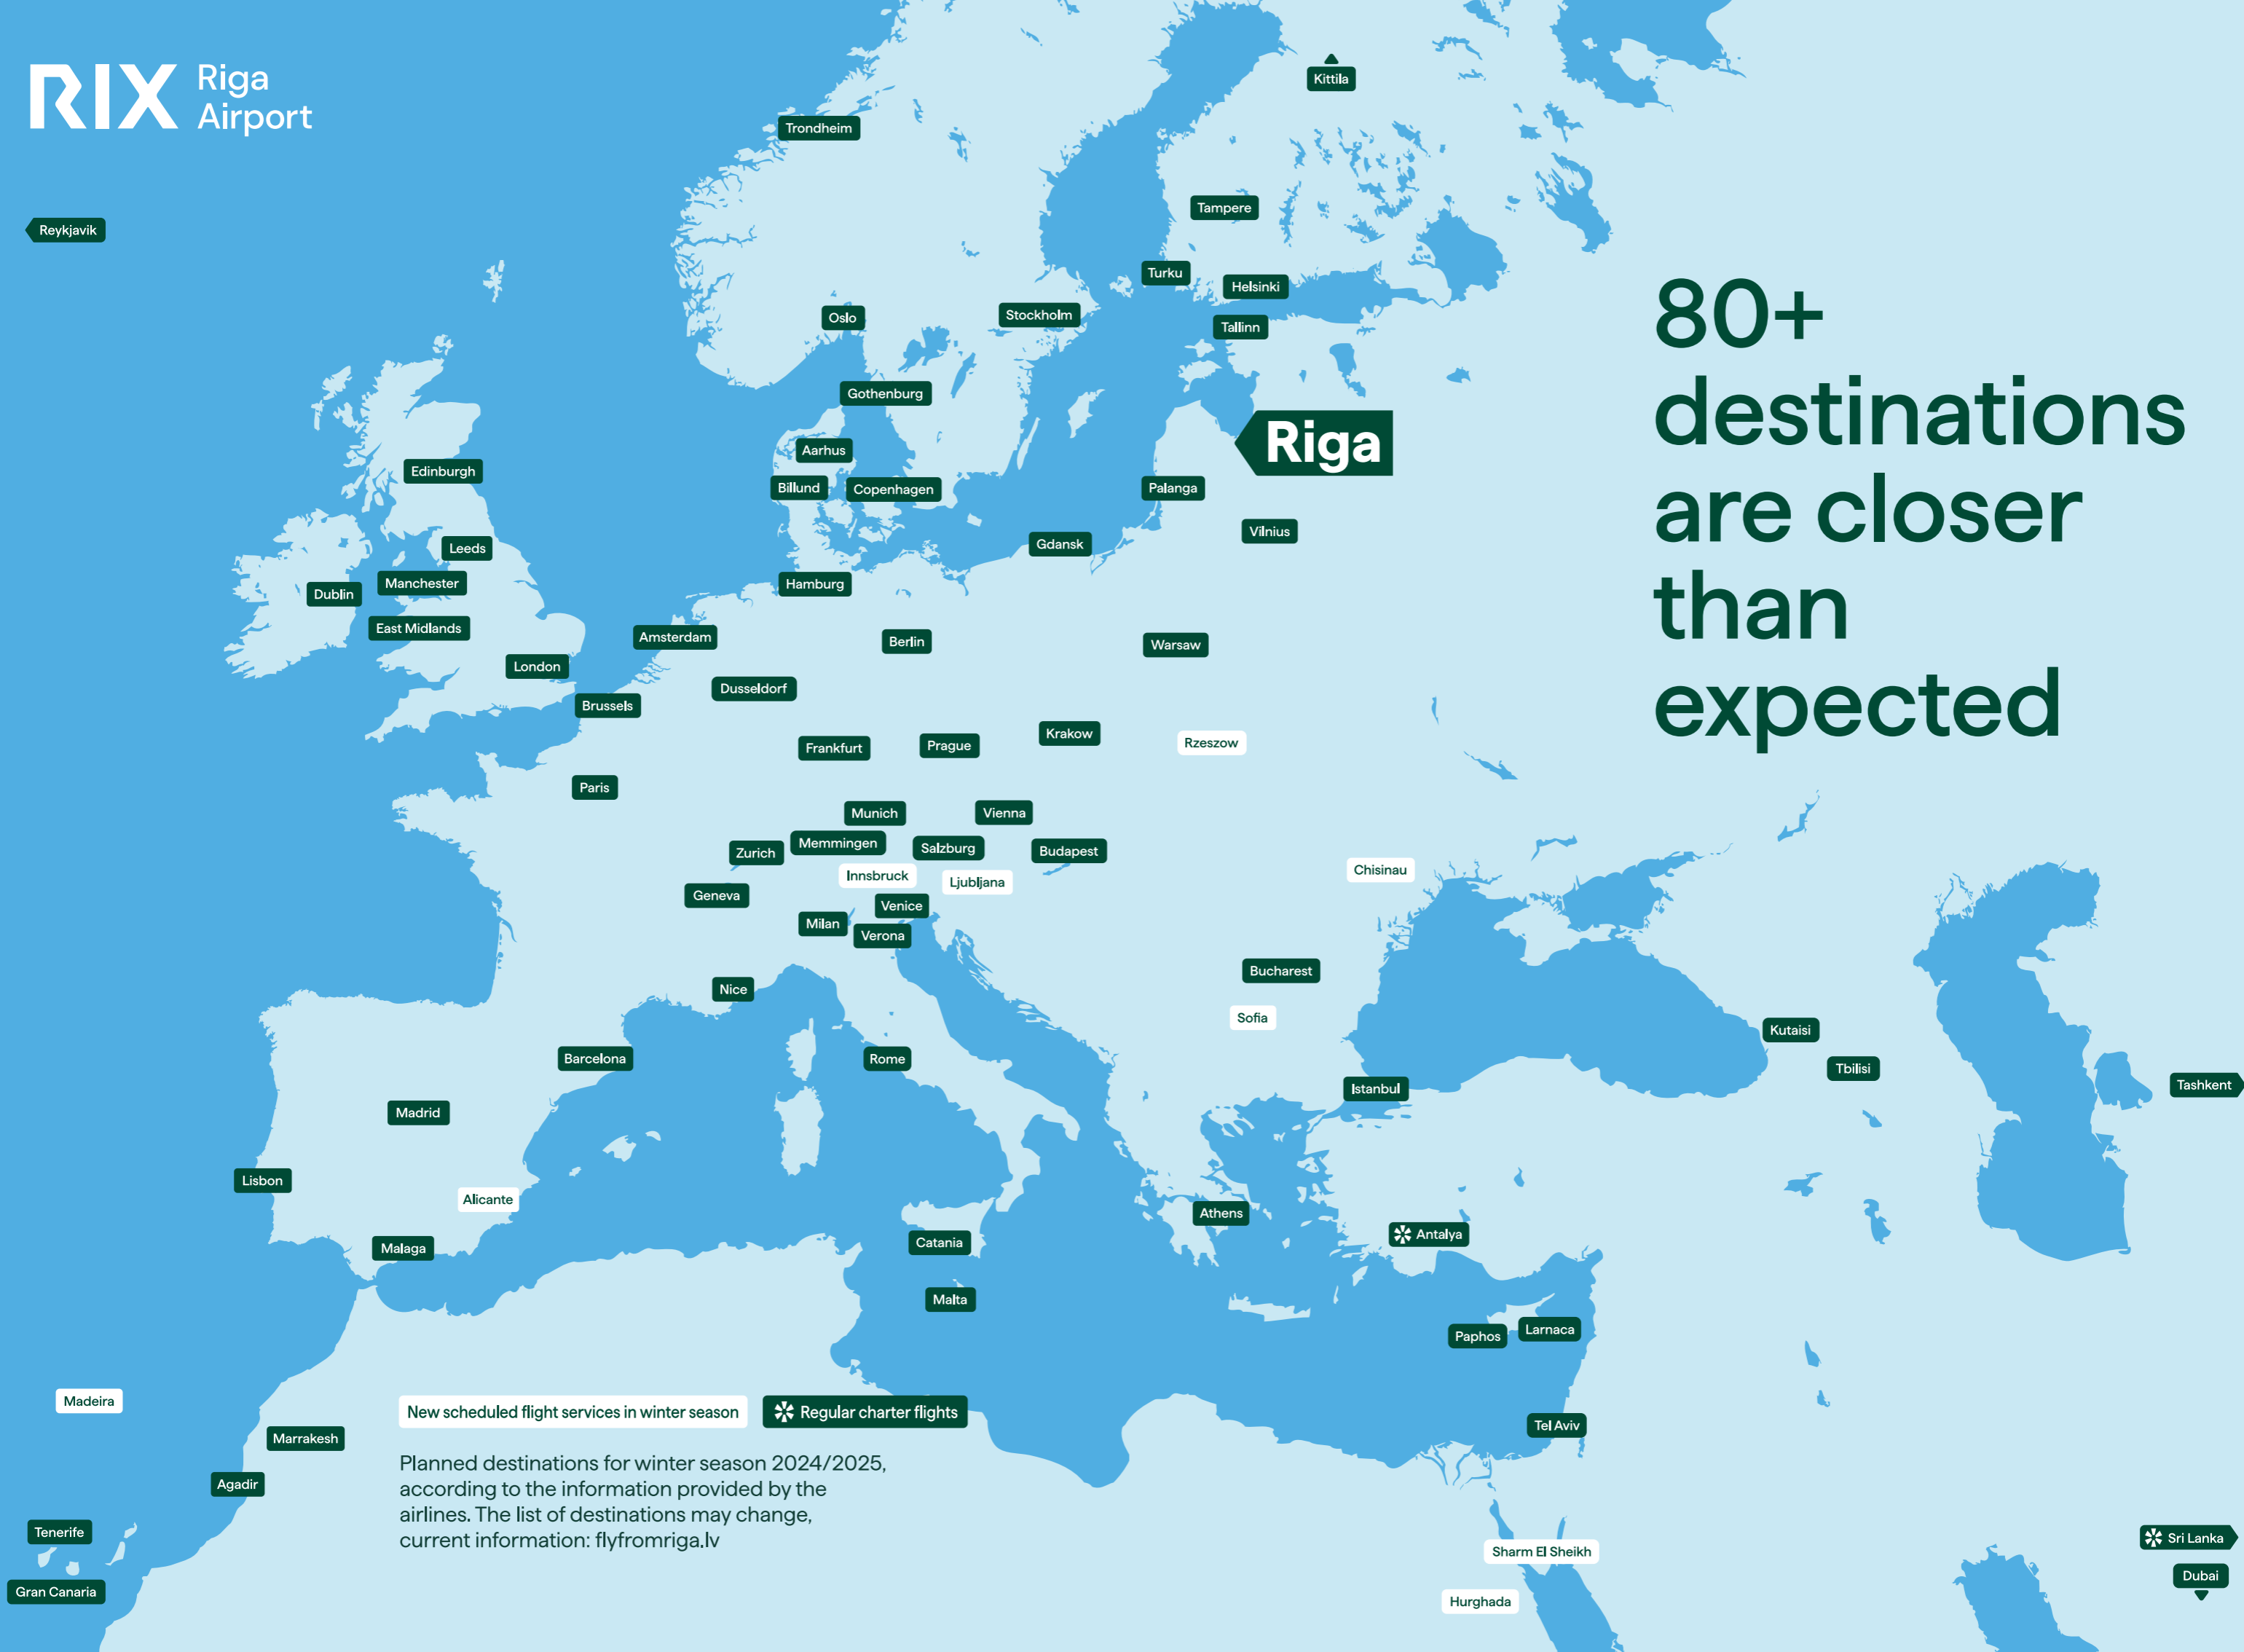 RIX Riga
Airport
Kittila
Trondheim
Tampere
Reykjavik
Turku
Helsinki
Oslo
Stockholm
Tallinn
80+
destinations
are closer
than
expected
Gothenburg
Riga
Aarhus
Edinburgh
Billund
Copenhagen
Palanga
Vilnius
Gdansk
Leeds
Manchester
Hamburg
Dublin
East Midlands
Amsterdam
Berlin
Warsaw
London
Dusseldorf
Brussels
Krakow
Rzeszow
Frankfurt
Prague
Paris
Munich
Vienna
Memmingen
Salzburg
Zurich
Budapest
Chisinau
Innsbruck
Ljubljana
Geneva
Venice
Milan
Verona
Bucharest
Nice
Sofia
Kutaisi
Barcelona
Rome
Tbilisi
Tashkent
Istanbul
Madrid
Lisbon
Alicante
Athens
Antalya
Catania
Malaga
Malta
Paphos
Larnaca
Madeira
New scheduled flight services in winter season
Regular charter flights
Tel Aviv
Marrakesh
Planned destinations for winter season 2024/2025,
according to the information provided by the
airlines. The list of destinations may change,
current information: flyfromriga.lv
Agadir
Tenerife
Sri Lanka
Sharm El Sheikh
Dubai
Gran Canaria
Hurghada